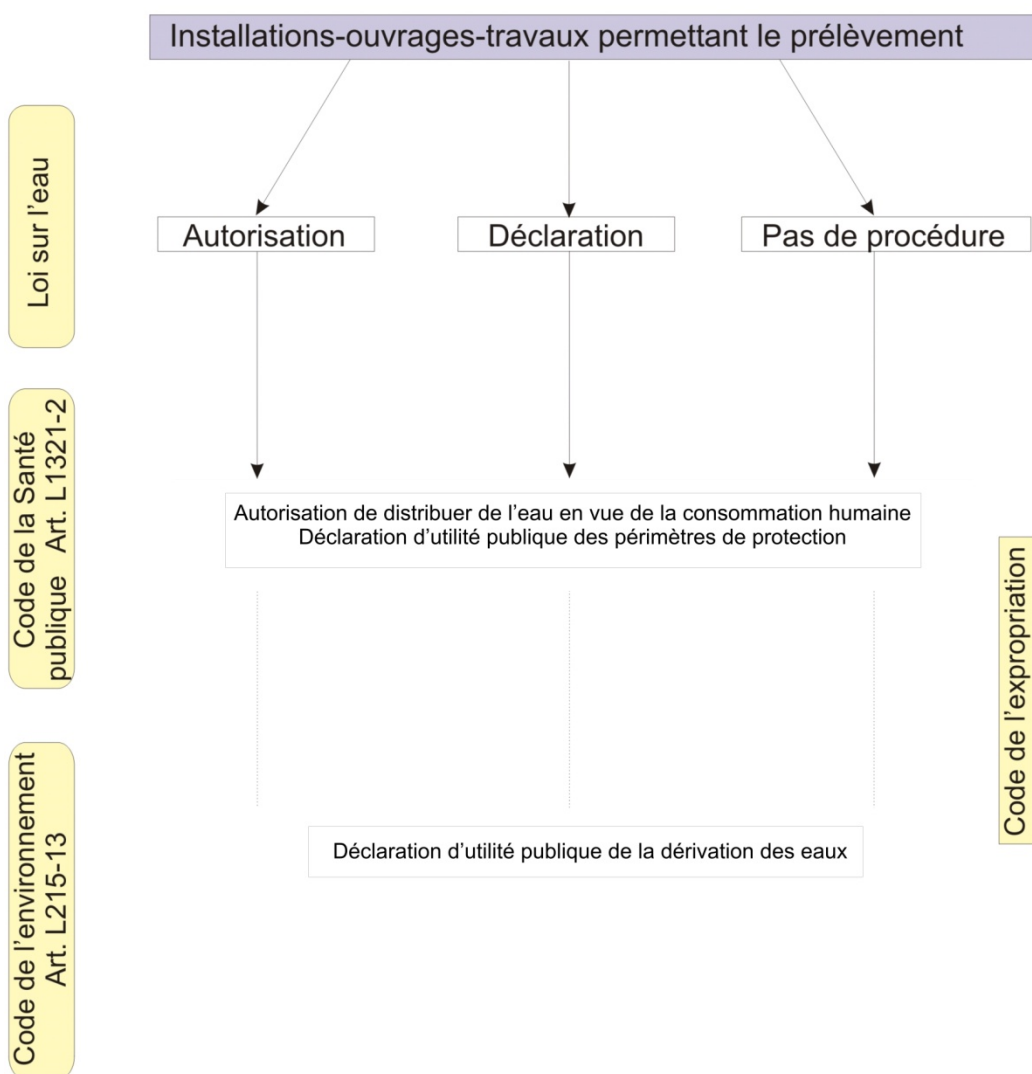 Installations-ouvrages-travaux permettant le prélèvement
Loi sur l'eau
Autorisation
Déclaration
Pas de procédure
Code de la Santé
publique Art. L1321-2
Autorisation de distribuer de l'eau en vue de la consommation humaine
Déclaration d'utilité publique des périmètres de protection
Code de l'expropriation
Code de l'environnement
Art. L215-13
Déclaration d'utilité publique de la dérivation des eaux